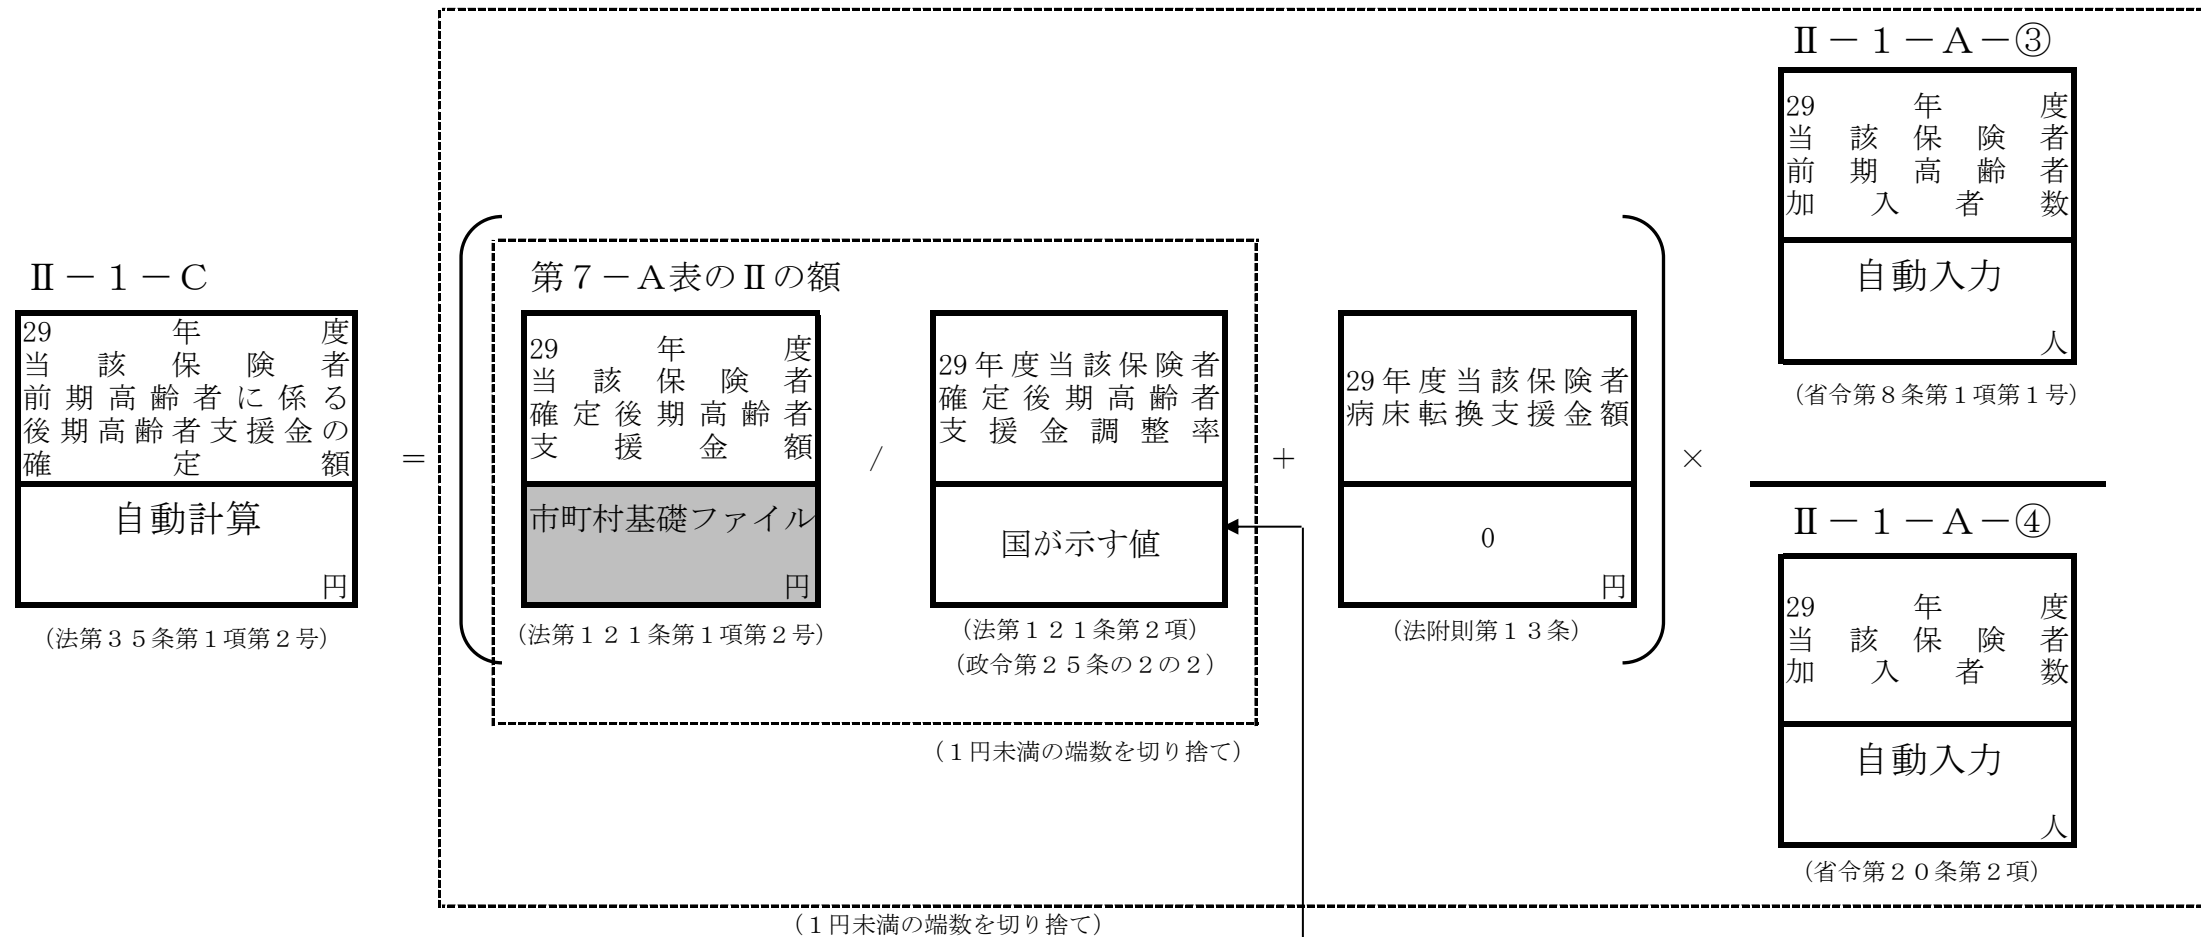 Ⅱ－１－Ｃ
29年度
当該保険者
前期高齢者に係る
後期高齢者支援金の
確定額
自動計算
円
（法第３５条第１項第２号）
＝
第７－Ａ表のⅡの額
29年度
当該保険者
確定後期高齢者
支援金額
市町村基礎ファイル
円
（法第１２１条第１項第２号）
/
29年度当該保険者
確定後期高齢者
支援金調整率
国が示す値
（法第１２１条第２項）
（政令第２５条の２の２）
（１円未満の端数を切り捨て）
＋
29年度当該保険者
病床転換支援金額
0
円
（法附則第１３条）
×
Ⅱ－１－Ａ－③
29年度
当該保険者
前期高齢者
加入者数
自動入力
人
（省令第８条第１項第１号）
Ⅱ－１－Ａ－④
29年度
当該保険者
加入者数
自動入力
人
（省令第２０条第２項）
（１円未満の端数を切り捨て）